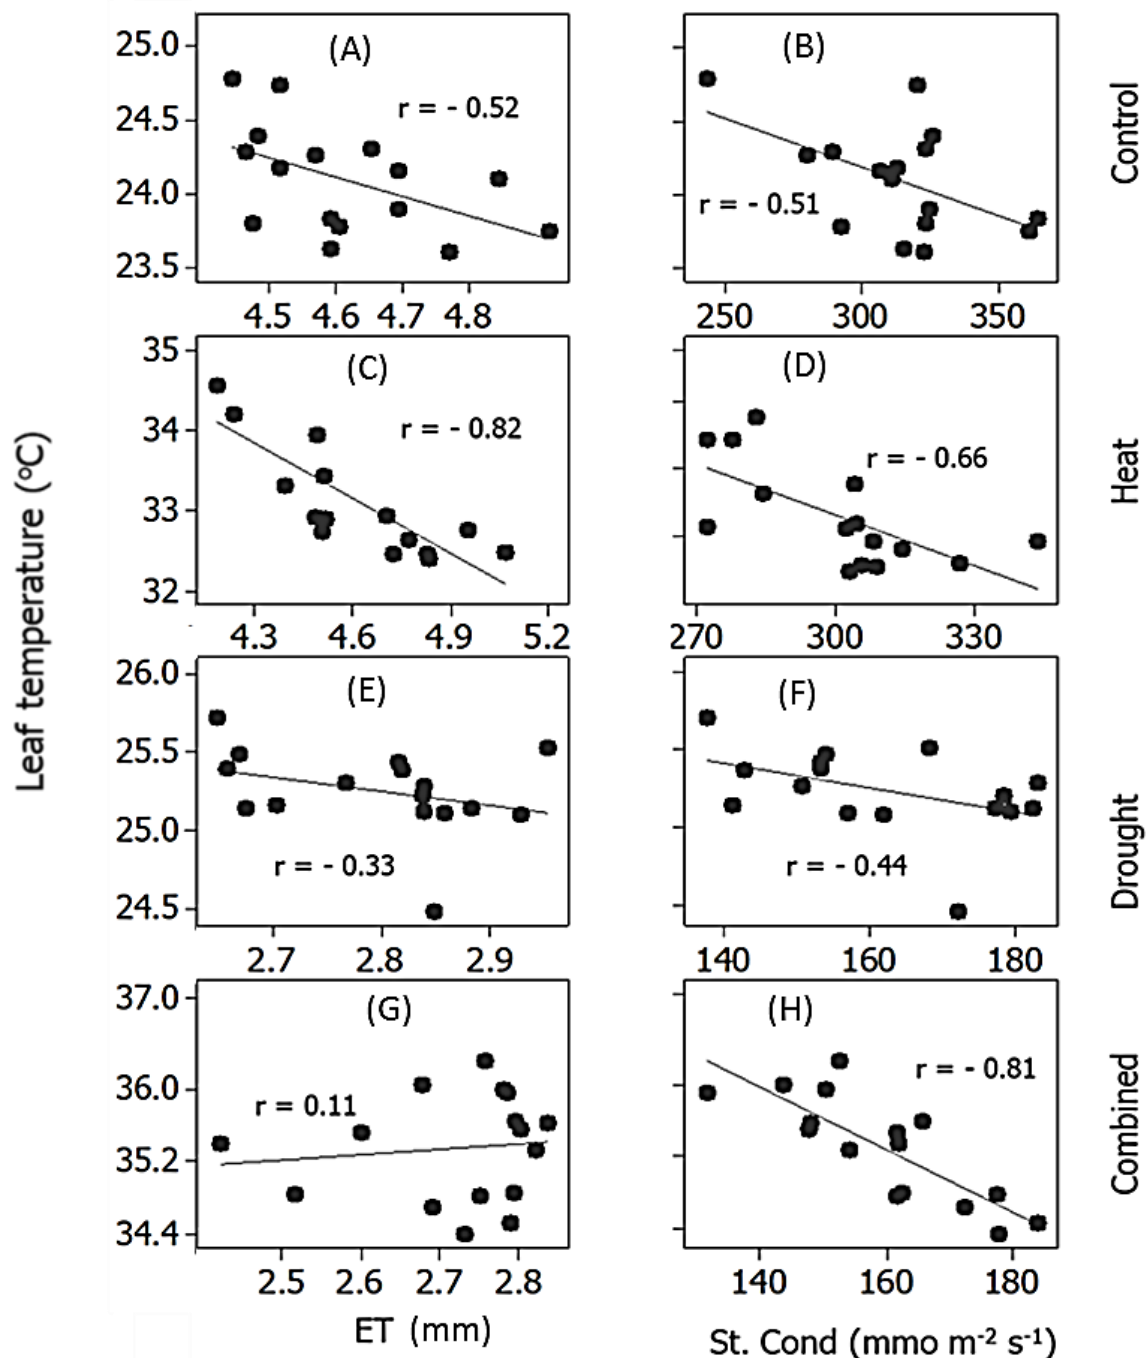 (A)
r = - 0.52
25.0
24.5
24.0
23.5
4.5 4.6 4.7 4.8
(B)
r = - 0.51
250 300 350
Control
(C)
r = - 0.82
35
34
33
32
4.3 4.6 4.9 5.2
(D)
r = - 0.66
270 300 330
Heat
Leaf temperature (°C)
(E)
r = - 0.33
26.0
25.5
25.0
24.5
2.7 2.8 2.9
(F)
r = - 0.44
140 160 180
Drought
(G)
r = 0.11
37.0
36.0
35.2
34.4
2.5 2.6 2.7 2.8
ET (mm)
(H)
r = - 0.81
140 160 180
St. Cond (mmo m⁻² s⁻¹)
Combined